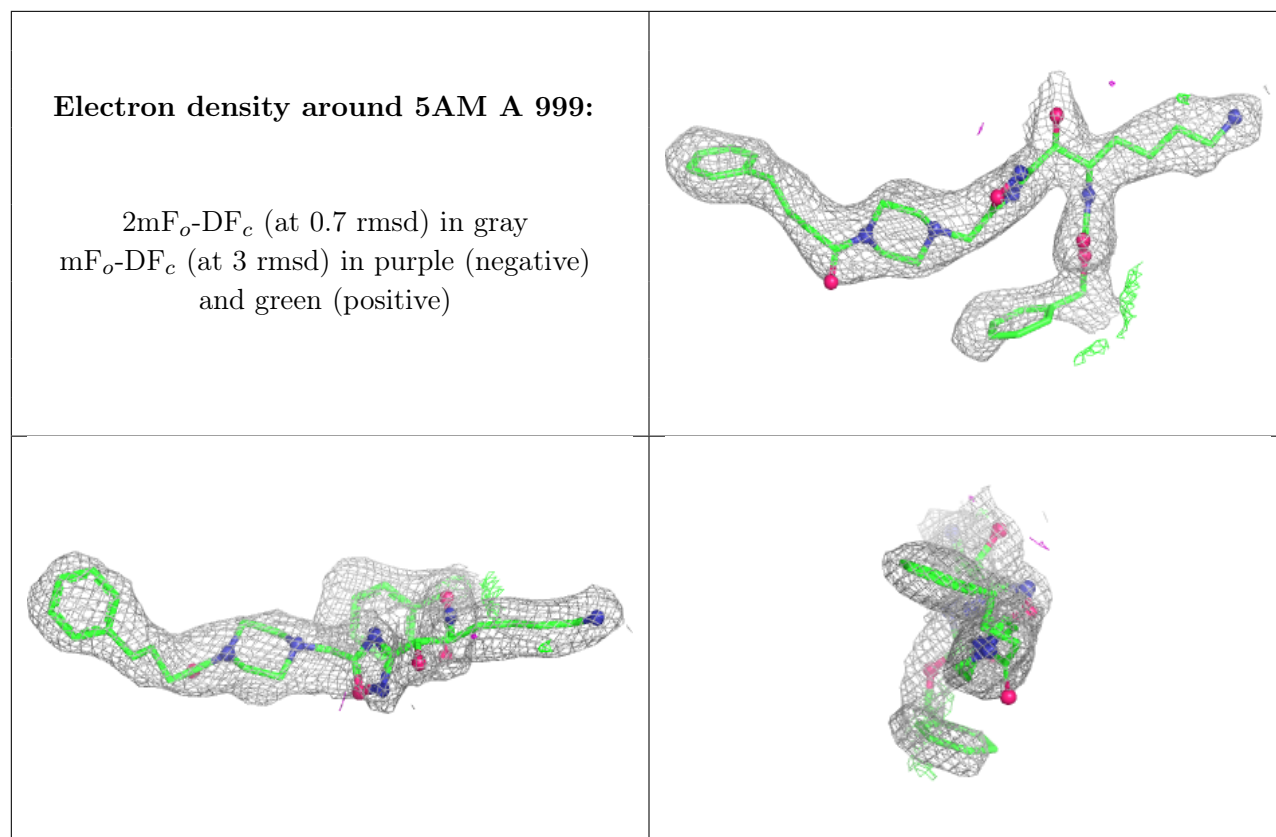 Electron density around 5AM A 999:
2mFo-DFc (at 0.7 rmsd) in gray
mFo-DFc (at 3 rmsd) in purple (negative)
and green (positive)